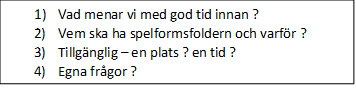 1) Vad menar vi med god tid innan ?
2) Vem ska ha spelformsfoldern och varför ?
3) Tillgänglig – en plats ? en tid ?
4) Egna frågor ?